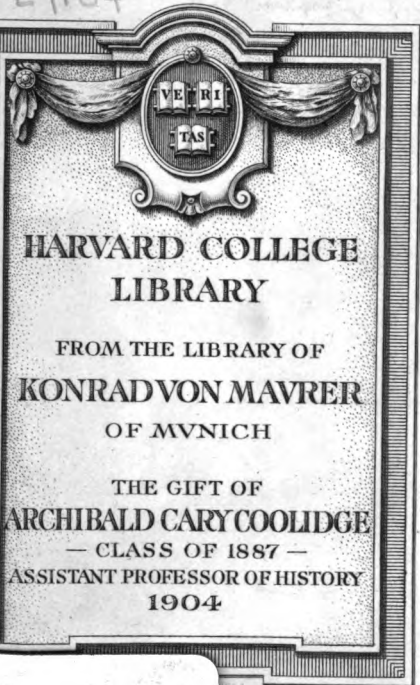 VE RI
TAS
HARVARD COLLEGE
LIBRARY
FROM THE LIBRARY OF
KONRAD VON MAVRER
OF MVNICH
THE GIFT OF
ARCHIBALD CARY COOLIDGE
— CLASS OF 1887 —
ASSISTANT PROFESSOR OF HISTORY
1904